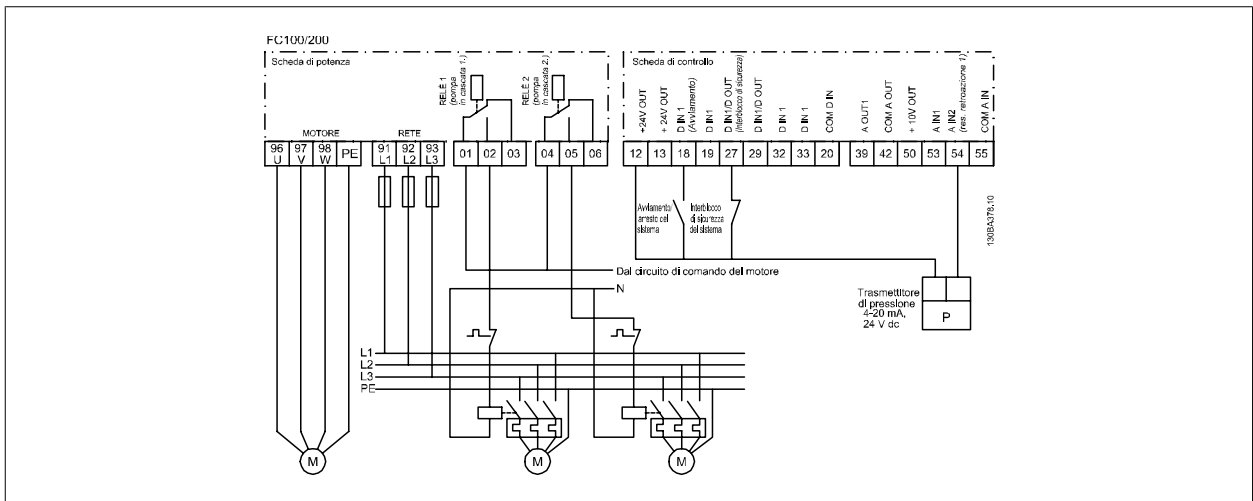 FC100/200
Scheda di potenza
RELÈ 1
(pompa
in cascata 1.)
RELÈ 2
(pompa
in cascata 2.)
MOTORE
RETE
96 97 98 PE
U V W
91 92 93
L1 L2 L3
01 02 03
04 05 06
Scheda di controllo
+24V OUT
+ 24V OUT
D IN 1
(Avviamento)
D IN1
D IN1/D OUT
(Interblocco di sicurezza)
D IN1/D OUT
D IN 1
D IN 1
COM D IN
A OUT1
COM A OUT
+ 10V OUT
A IN1
A IN2
(res. retroazione 1)
COM A IN
12 13 18 19 27 29 32 33 20
39 42 50 53 54 55
Avviamento/
arresto del
sistema
Interblocco
di sicurezza
del sistema
130BA378.10
Dal circuito di comando del motore
N
Trasmettitore
di pressione
4-20 mA,
24 V dc
P
L1
L2
L3
PE
M
M
M